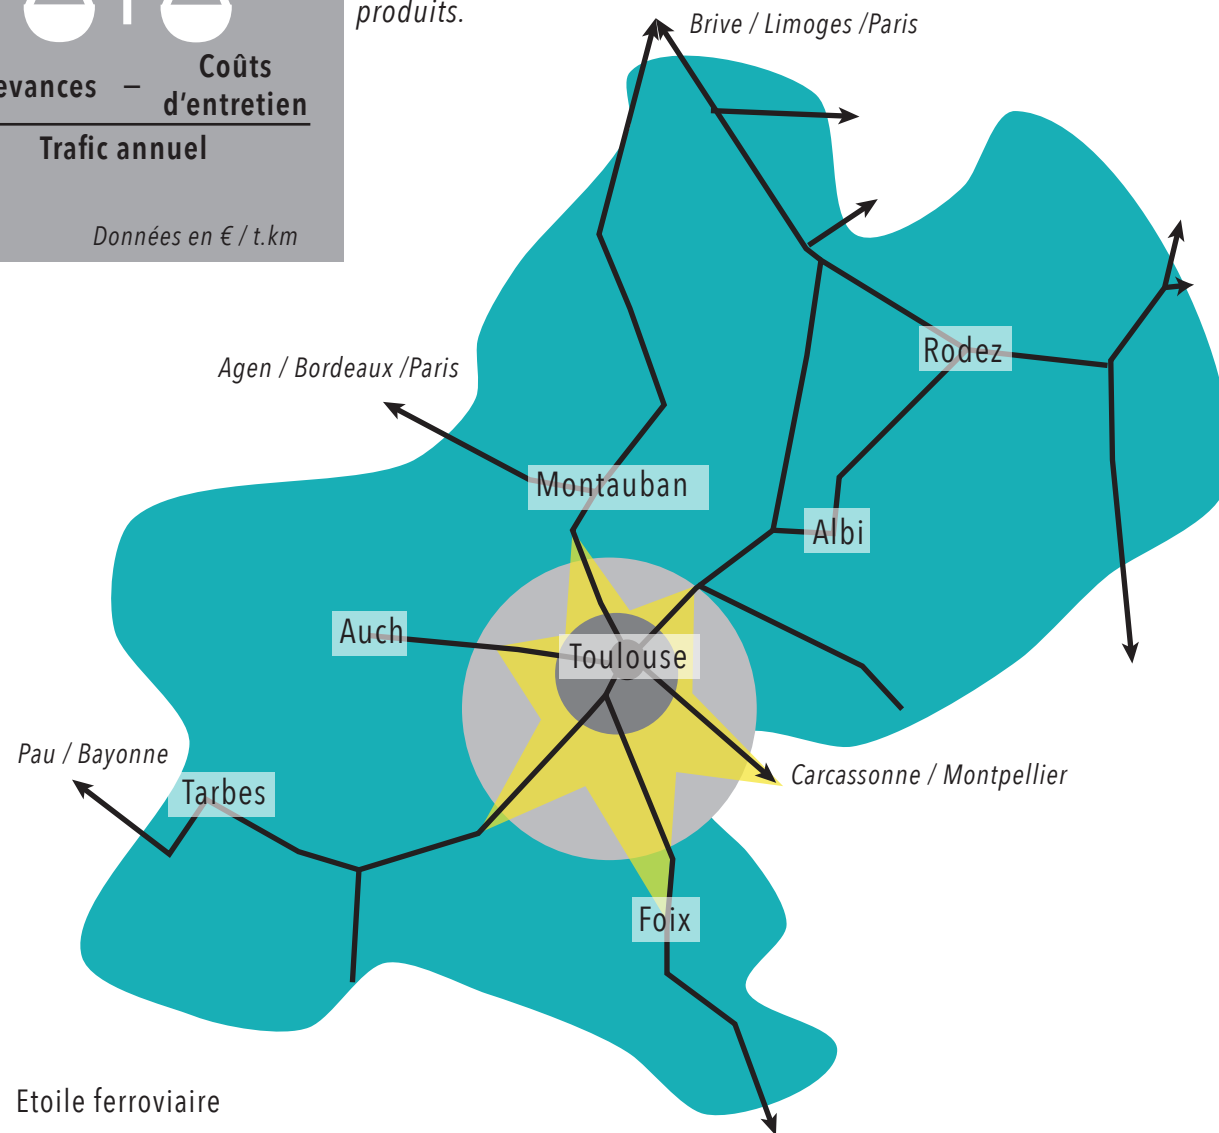 produits.
Coûts
evances –
d'entretien
Trafic annuel
Données en € / t.km
Brive / Limoges /Paris
Agen / Bordeaux /Paris
Rodez
Montauban
Albi
Auch
Toulouse
Pau / Bayonne
Carcassonne / Montpellier
Tarbes
Foix
Etoile ferroviaire